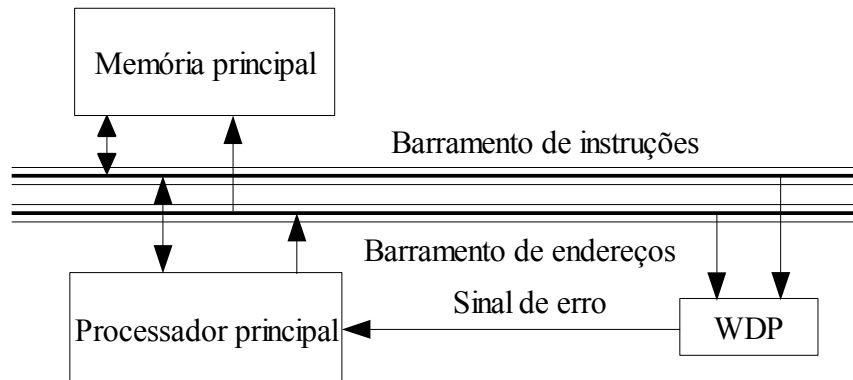 Memória principal
Barramento de instruções
Barramento de endereços
Sinal de erro
Processador principal
WDP